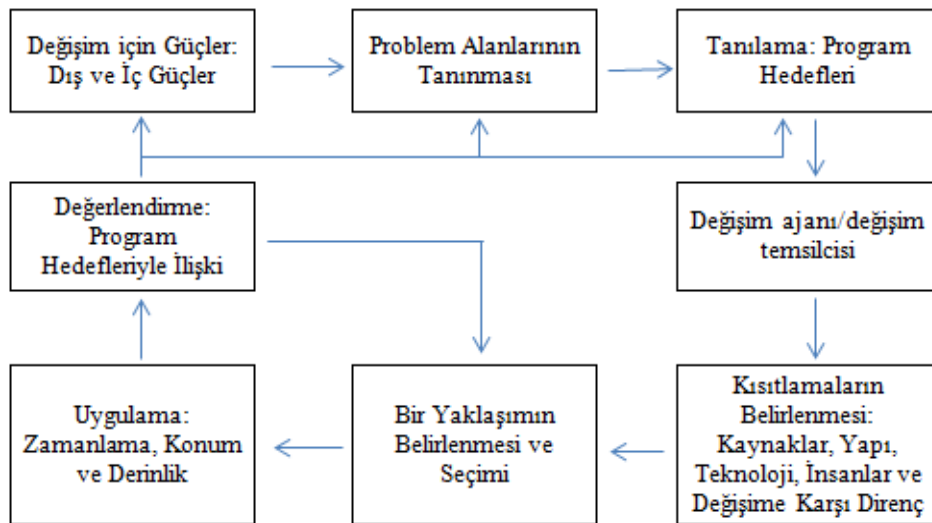 Değişim için Güçler:
Dış ve İç Güçler
Problem Alanlarının
Tanınması
Tanılama: Program
Hedefleri
Değerlendirme:
Program
Hedefleriyle İlişki
Değişim ajanı/değişim
temsilcisi
Uygulama:
Zamanlama, Konum
ve Derinlik
Bir Yaklaşımın
Belirlenmesi ve
Seçimi
Kısıtlamaların
Belirlenmesi:
Kaynaklar, Yapı,
Teknoloji, İnsanlar ve
Değişime Karşı Direnç